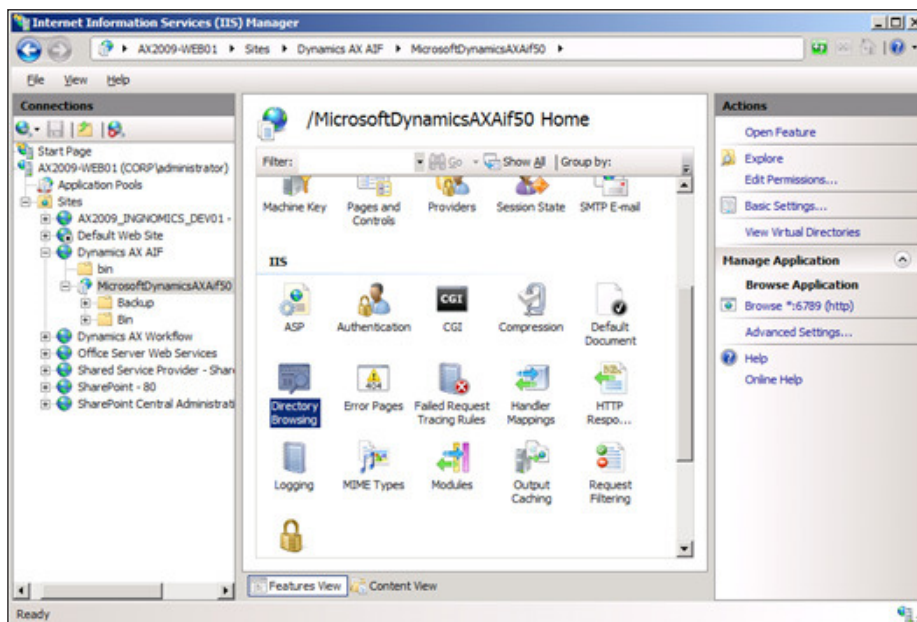 Internet Information Services (IIS) Manager
AX2009-WEB01 Sites Dynamics AX AIF MicrosoftDynamicsAXAif50
File View Help
Connections
Start Page
AX2009-WEB01 (CORP\administrator)
Application Pools
Sites
AX2009_INGNOMICS_DEV01 -
Default Web Site
Dynamics AX AIF
bin
MicrosoftDynamicsAXAif50
Backup
Bin
Dynamics AX Workflow
Office Server Web Services
Shared Service Provider - Share
SharePoint - 80
SharePoint Central Administrati
/MicrosoftDynamicsAXAif50 Home
Filter: Go Show All Group by:
Machine Key
Pages and Controls
Providers
Session State
SMTP E-mail
IIS
ASP
Authentication
CGI
CGI
Compression
Default Document
Directory Browsing
Error Pages
404
Failed Request Tracing Rules
Handler Mappings
HTTP Respo...
Logging
MIME Types
Modules
Output Caching
Request Filtering
Features View Content View
Actions
Open Feature
Explore
Edit Permissions...
Basic Settings...
View Virtual Directories
Manage Application
Browse Application
Browse *:6789 (http)
Advanced Settings...
Help
Online Help
Ready